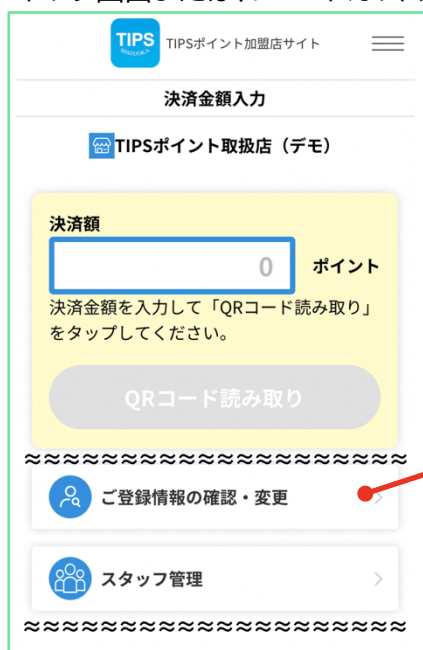 TIPS
TIPSポイント加盟店サイト
決済金額入力
TIPSポイント取扱店（デモ）
決済額
0 ポイント
決済金額を入力して「QRコード読み取り」
をタップしてください。
QRコード読み取り
ご登録情報の確認・変更
スタッフ管理